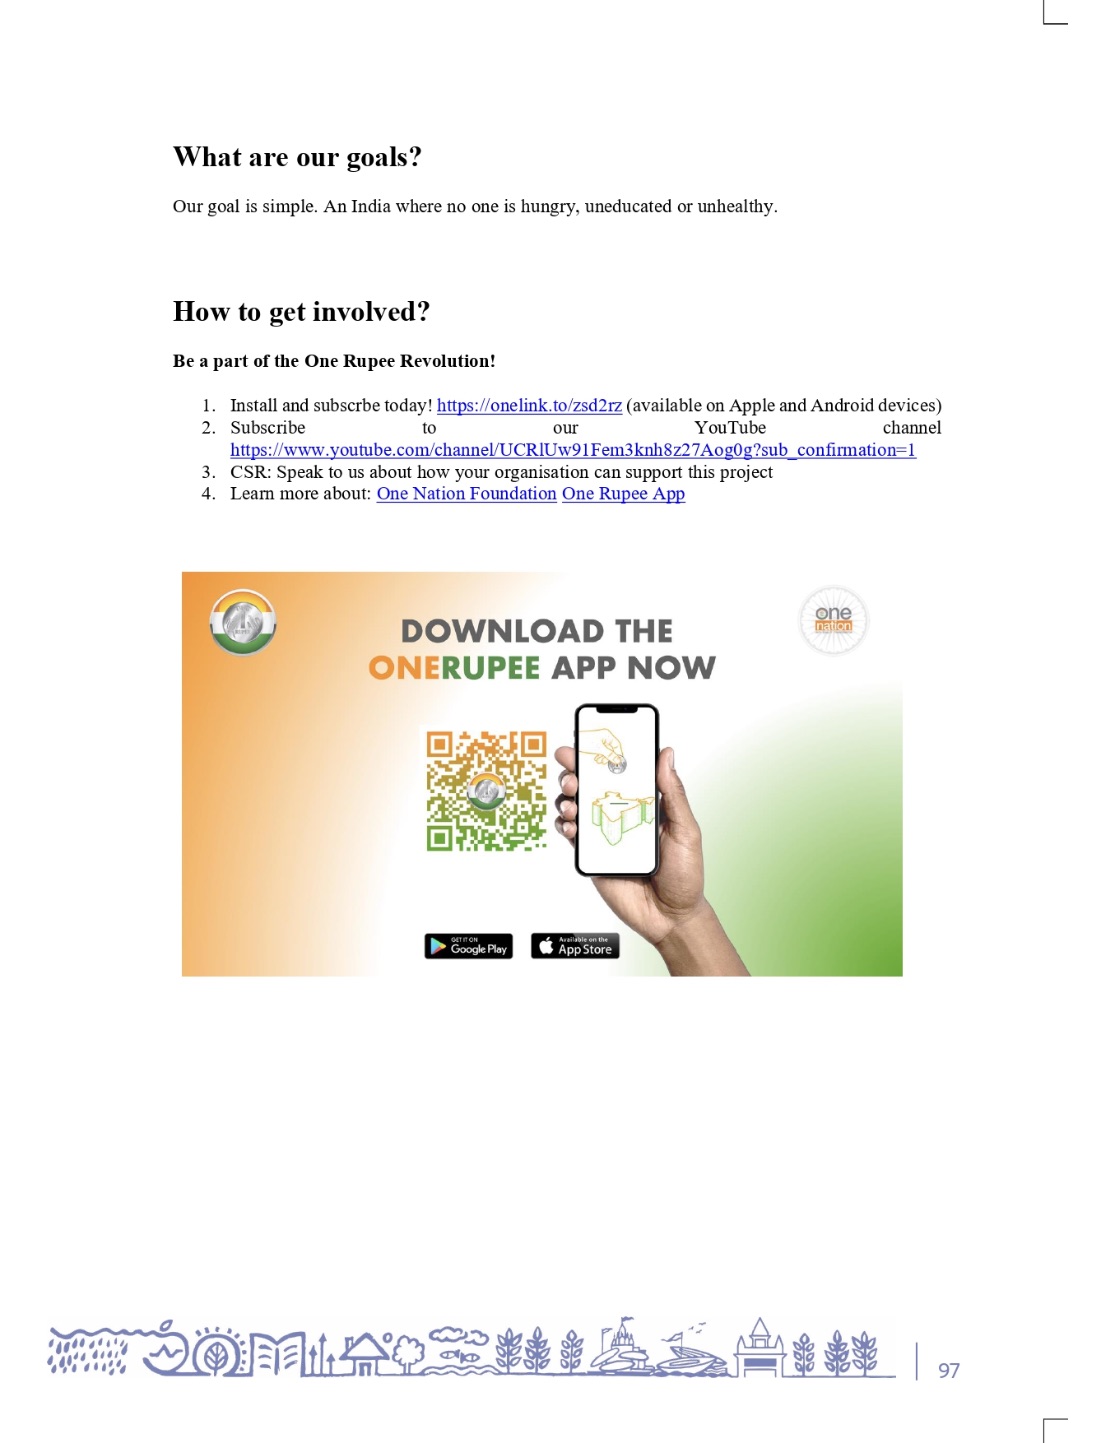 What are our goals?
Our goal is simple. An India where no one is hungry, uneducated or unhealthy.
How to get involved?
Be a part of the One Rupee Revolution!
1. Install and subscrbe today! https://onelink.to/zsd2rz (available on Apple and Android devices)
2. Subscribe to our YouTube channel
https://www.youtube.com/channel/UCRlUw91Fem3knh8z27Aog0g?sub_confirmation=1
3. CSR: Speak to us about how your organisation can support this project
4. Learn more about: One Nation Foundation One Rupee App
one
nation
DOWNLOAD THE
ONERUPEE APP NOW
GET IT ON
Google Play
Available on the
App Store
97